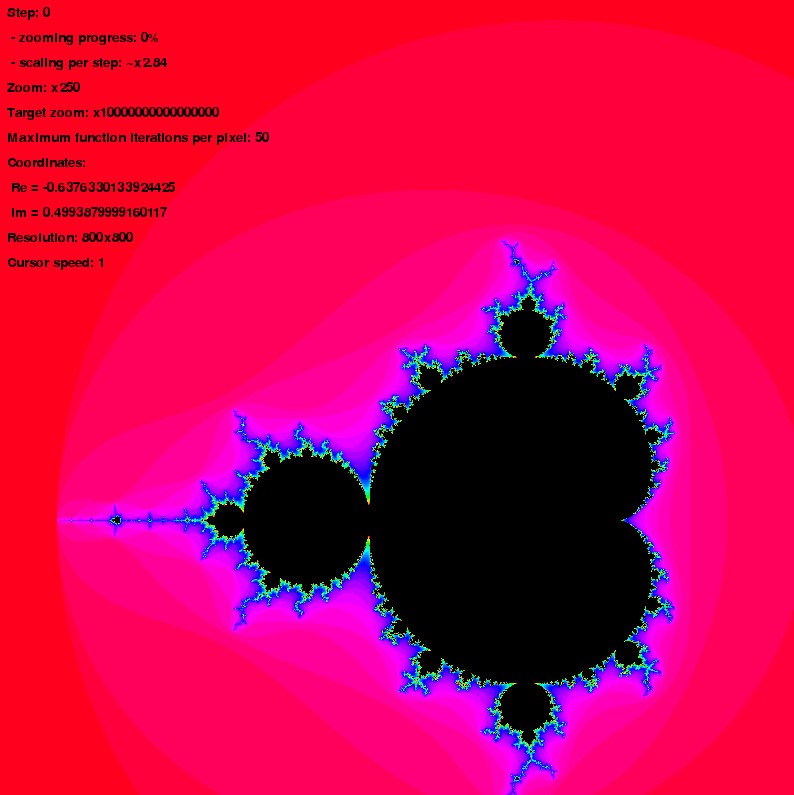 Step: 0
- zooming progress: 0%
- scaling per step: ~x2.84
Zoom: x250
Target zoom: x10000000000000000
Maximum function iterations per pixel: 50
Coordinates:
Re = -0.6376330133924425
Im = 0.4993879999160117
Resolution: 800x800
Cursor speed: 1